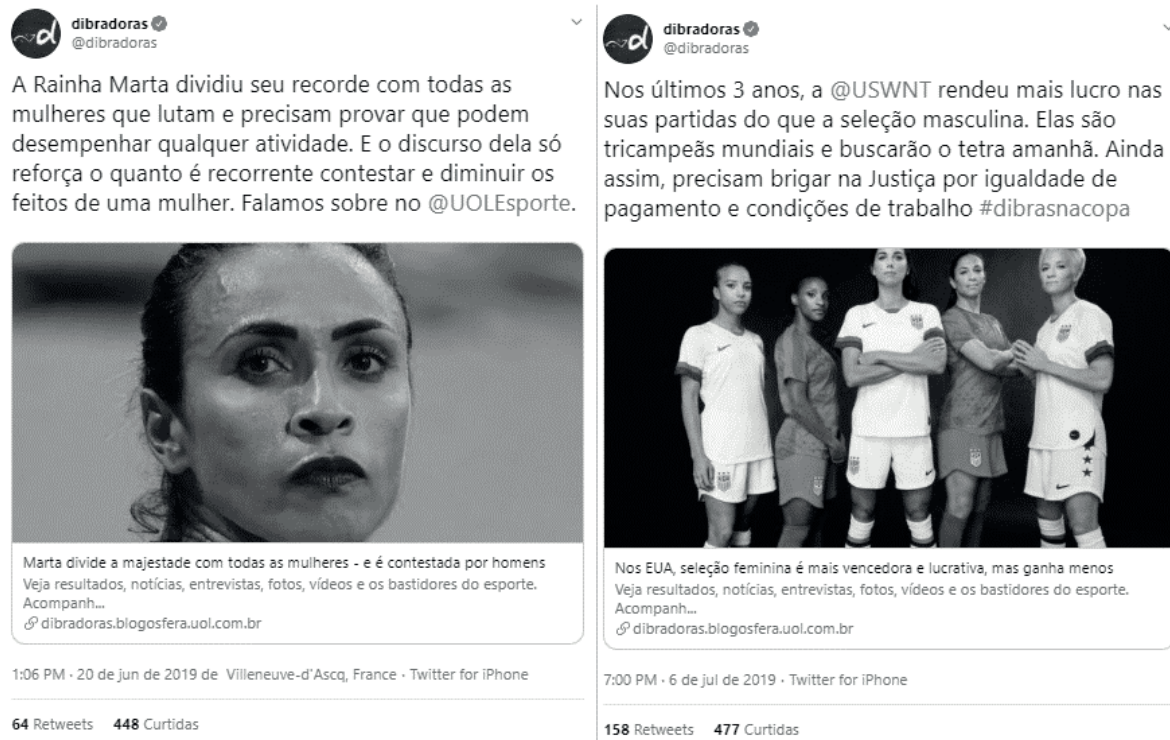 dibradoras
@dibradoras
A Rainha Marta dividiu seu recorde com todas as
mulheres que lutam e precisam provar que podem
desempenhar qualquer atividade. E o discurso dela só
reforça o quanto é recorrente contestar e diminuir os
feitos de uma mulher. Falamos sobre no @UOLEsporte.
Marta divide a majestade com todas as mulheres - e é contestada por homens
Veja resultados, notícias, entrevistas, fotos, vídeos e os bastidores do esporte.
Acompanh...
dibradoras.blogosfera.uol.com.br
1:06 PM · 20 de jun de 2019 de Villeneuve-d'Ascq, France · Twitter for iPhone
64 Retweets 448 Curtidas
dibradoras
@dibradoras
Nos últimos 3 anos, a @USWNT rendeu mais lucro nas
suas partidas do que a seleção masculina. Elas são
tricampeãs mundiais e buscarão o tetra amanhã. Ainda
assim, precisam brigar na Justiça por igualdade de
pagamento e condições de trabalho #dibrasnacopa
Nos EUA, seleção feminina é mais vencedora e lucrativa, mas ganha menos
Veja resultados, notícias, entrevistas, fotos, vídeos e os bastidores do esporte.
Acompanh...
dibradoras.blogosfera.uol.com.br
7:00 PM · 6 de jul de 2019 · Twitter for iPhone
158 Retweets 477 Curtidas